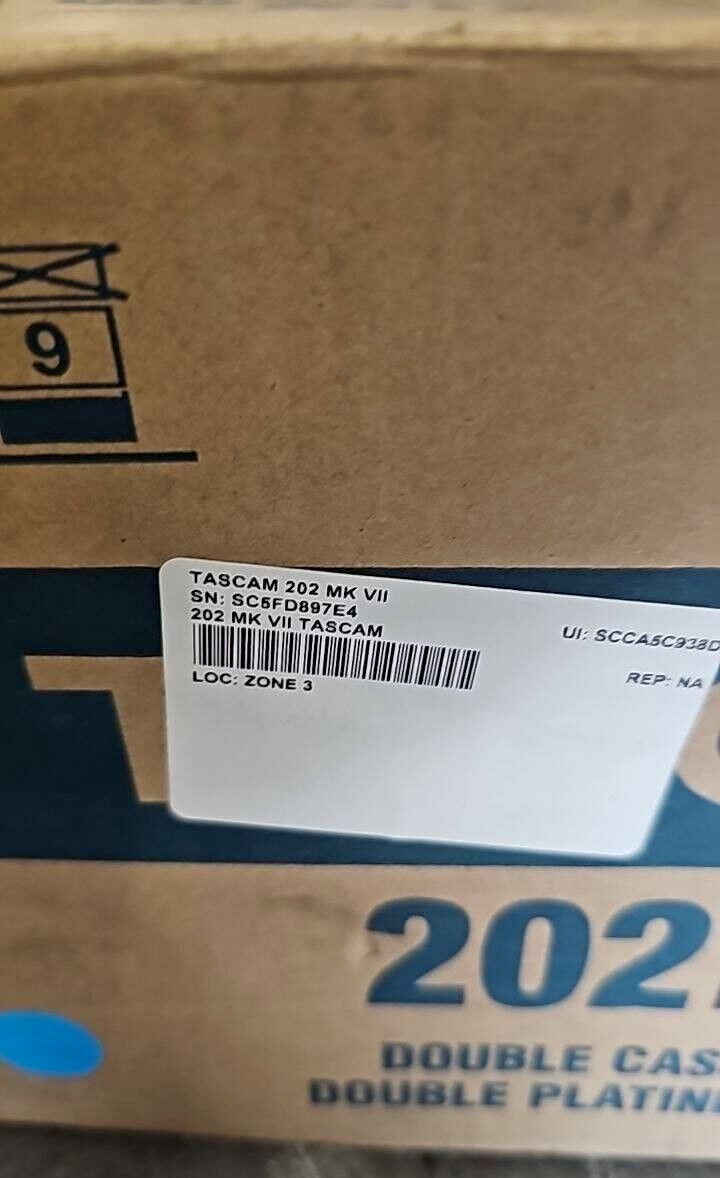 9
TASCAM 202 MK VII
SN: SC5FD897E4
202 MK VII TASCAM
UI: SCCA5C938D
LOC: ZONE 3
REP: NA
T
202
DOUBLE CAS
DOUBLE PLATIN